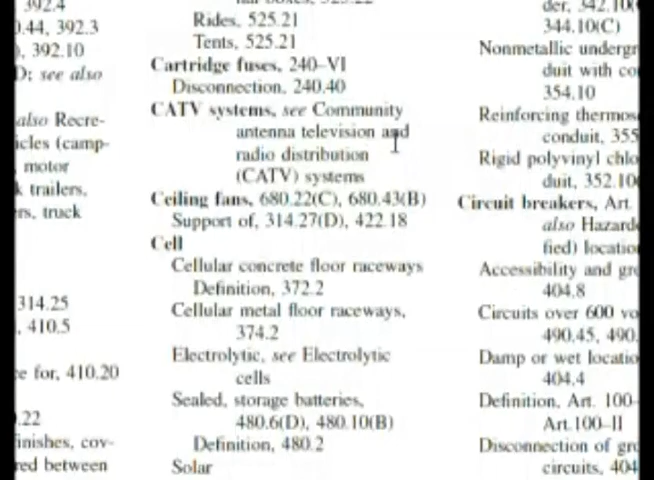 392.4
0.44, 392.3
), 392.10
D; see also
also Recre-
icles (camp-
motor
k trailers,
rs, truck
314.25
, 410.5
e for, 410.20
.22
inishes, cov-
red between
Rides, 525.21
Tents, 525.21
Cartridge fuses, 240–VI
Disconnection, 240.40
CATV systems, see Community
antenna television and
radio distribution
(CATV) systems
Ceiling fans, 680.22(C), 680.43(B)
Support of, 314.27(D), 422.18
Cell
Cellular concrete floor raceways
Definition, 372.2
Cellular metal floor raceways,
374.2
Electrolytic, see Electrolytic
cells
Sealed, storage batteries,
480.6(D), 480.10(B)
Definition, 480.2
Solar
der, 342.10(
344.10(C)
Nonmetallic undergr
duit with co
354.10
Reinforcing thermos
conduit, 355
Rigid polyvinyl chlo
duit, 352.10
Circuit breakers, Art.
also Hazard
fied) locatio
Accessibility and gr
404.8
Circuits over 600 vo
490.45, 490.
Damp or wet locatio
404.4
Definition, Art. 100–
Art.100–II
Disconnection of gr
circuits, 404